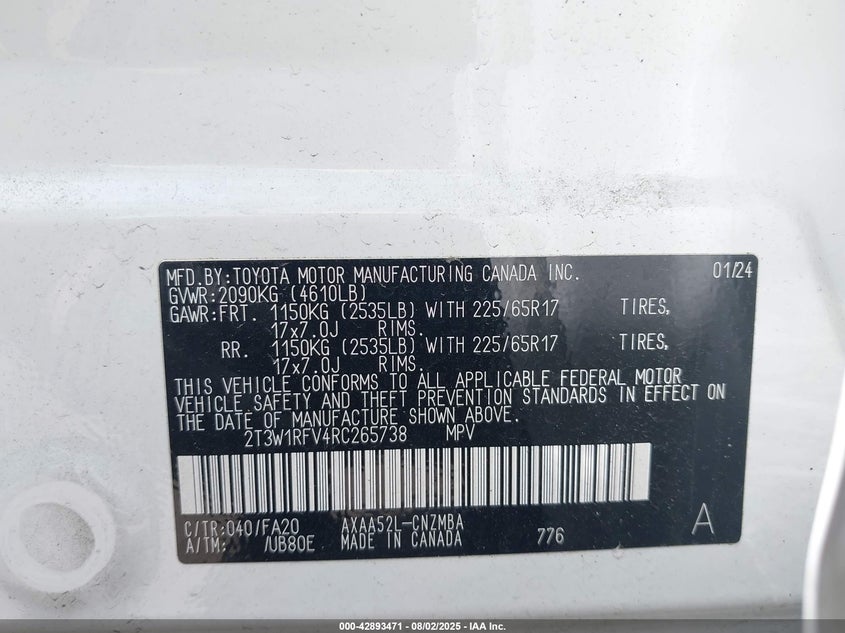 MFD.BY:TOYOTA MOTOR MANUFACTURING CANADA INC. 01/24
GVWR:2090KG (4610LB)
GAWR:FRT. 1150KG (2535LB) WITH 225/65R17 TIRES,
17x7.0J RIMS.
RR. 1150KG (2535LB) WITH 225/65R17 TIRES,
17x7.0J RIMS.
THIS VEHICLE CONFORMS TO ALL APPLICABLE FEDERAL MOTOR
VEHICLE SAFETY AND THEFT PREVENTION STANDARDS IN EFFECT ON
THE DATE OF MANUFACTURE SHOWN ABOVE.
2T3W1RFV4RC265738 MPV
C/TR:040/FA20 AXAA52L-CNZMBA
A/TM: /UB80E MADE IN CANADA 776 A
000-42893471 - 08/02/2025 - IAA Inc.